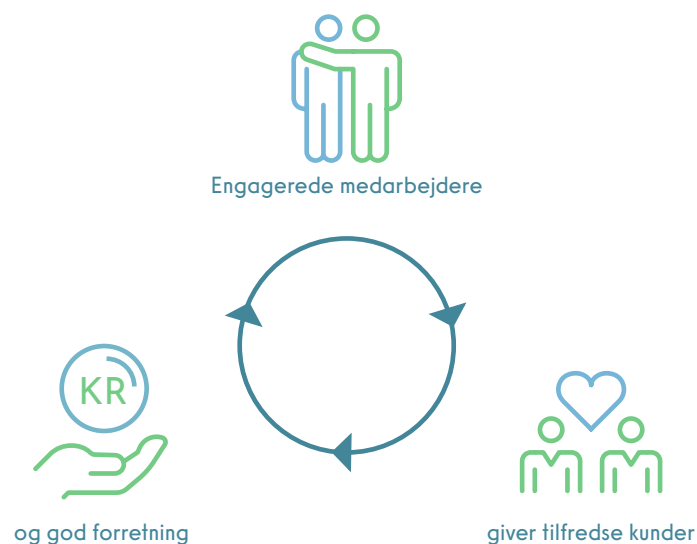 Engagerede medarbejdere
KR
og god forretning
giver tilfredse kunder